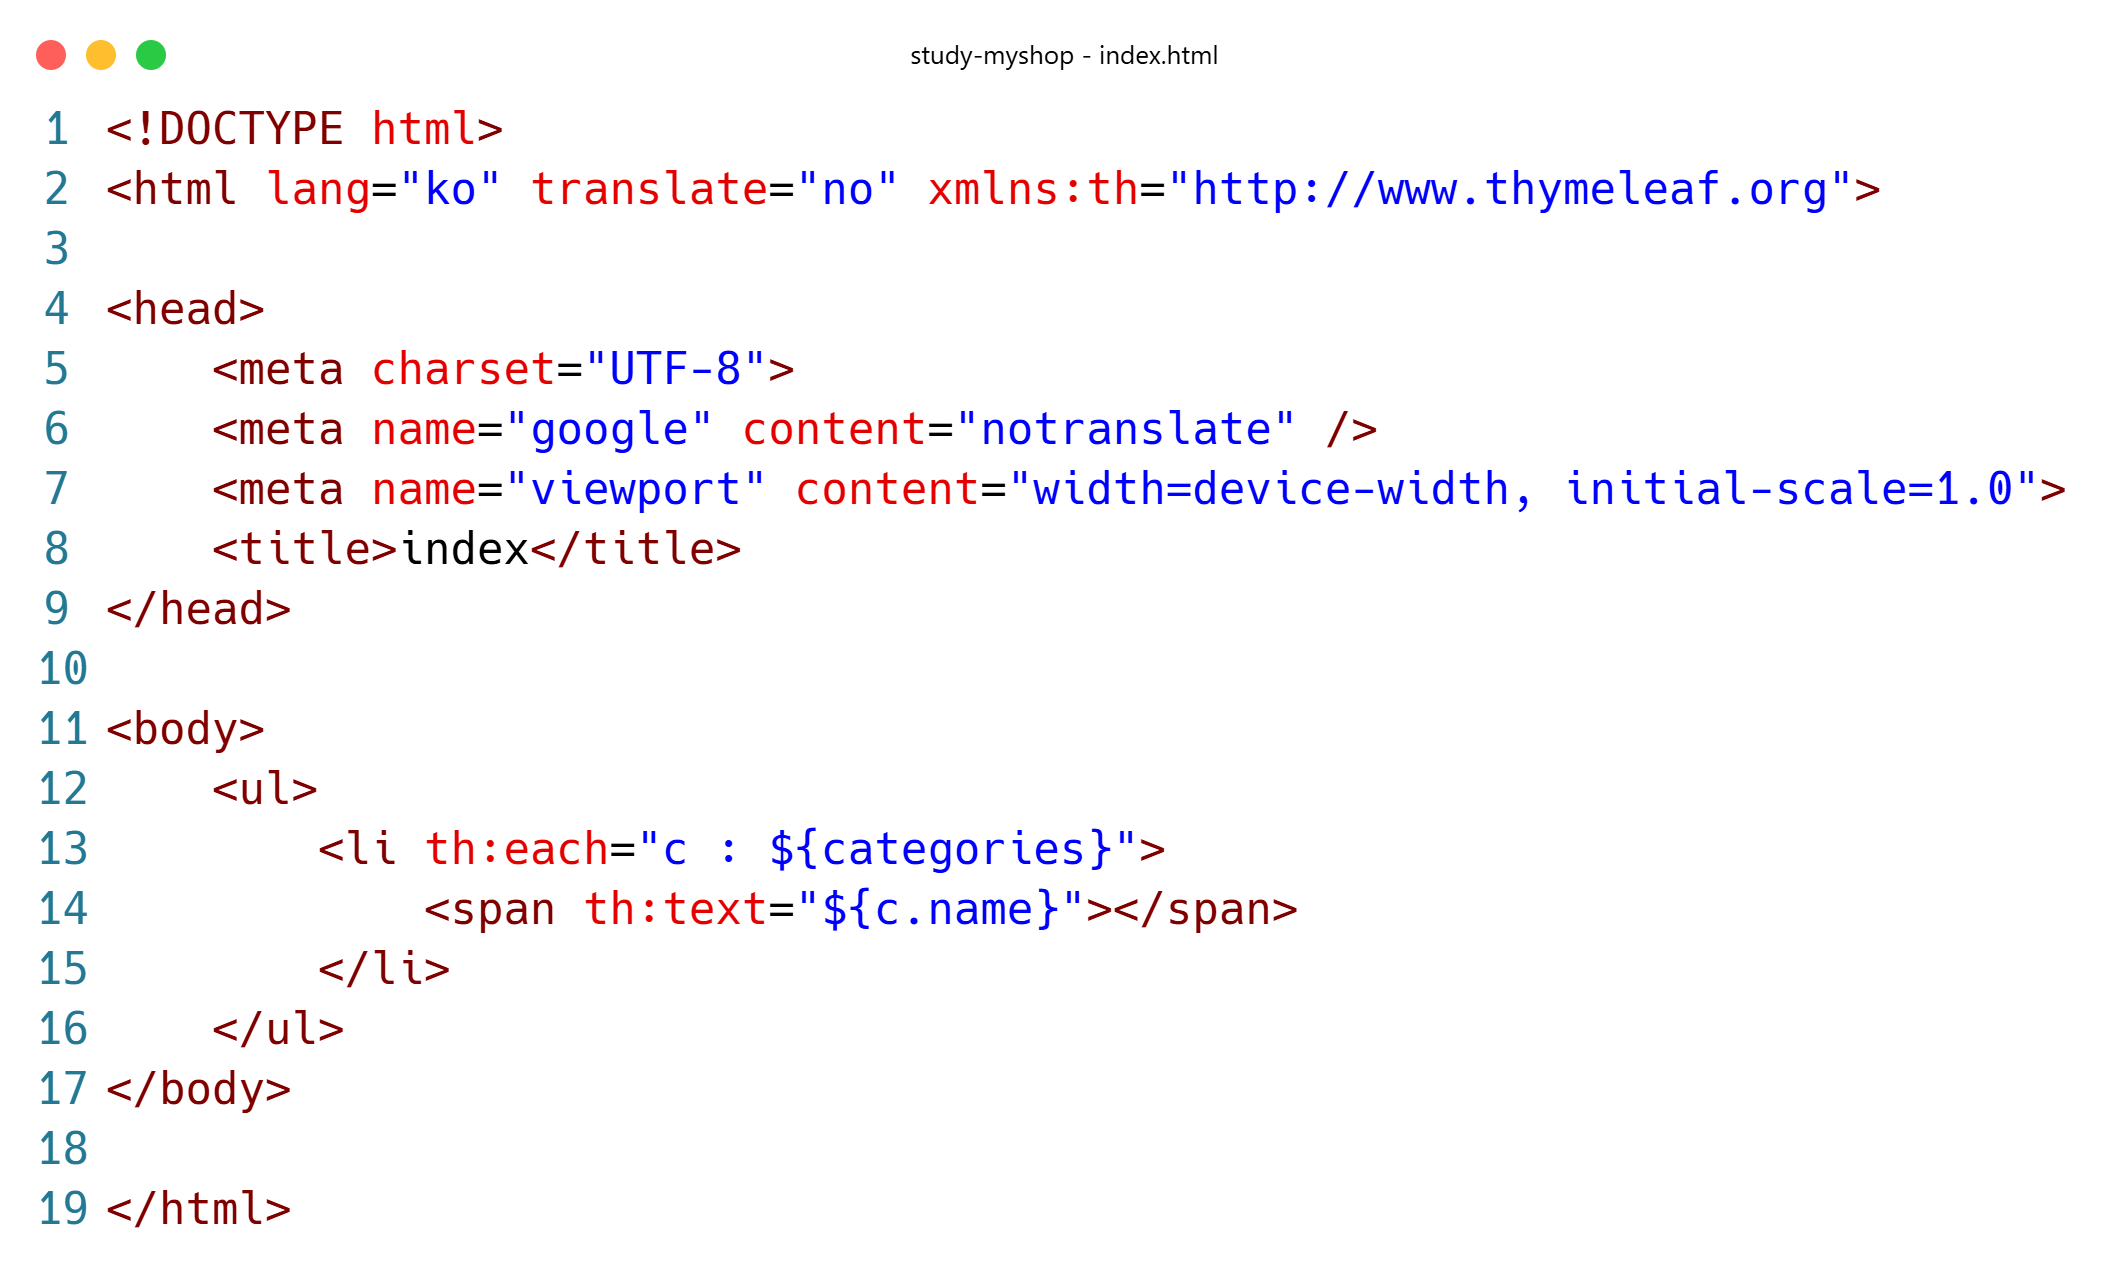 study-myshop - index.html
1 <!DOCTYPE html>
2 <html lang="ko" translate="no" xmlns:th="http://www.thymeleaf.org">
3
4 <head>
5     <meta charset="UTF-8">
6     <meta name="google" content="notranslate" />
7     <meta name="viewport" content="width=device-width, initial-scale=1.0">
8     <title>index</title>
9 </head>
10
11 <body>
12     <ul>
13         <li th:each="c : ${categories}">
14             <span th:text="${c.name}"></span>
15         </li>
16     </ul>
17 </body>
18
19 </html>